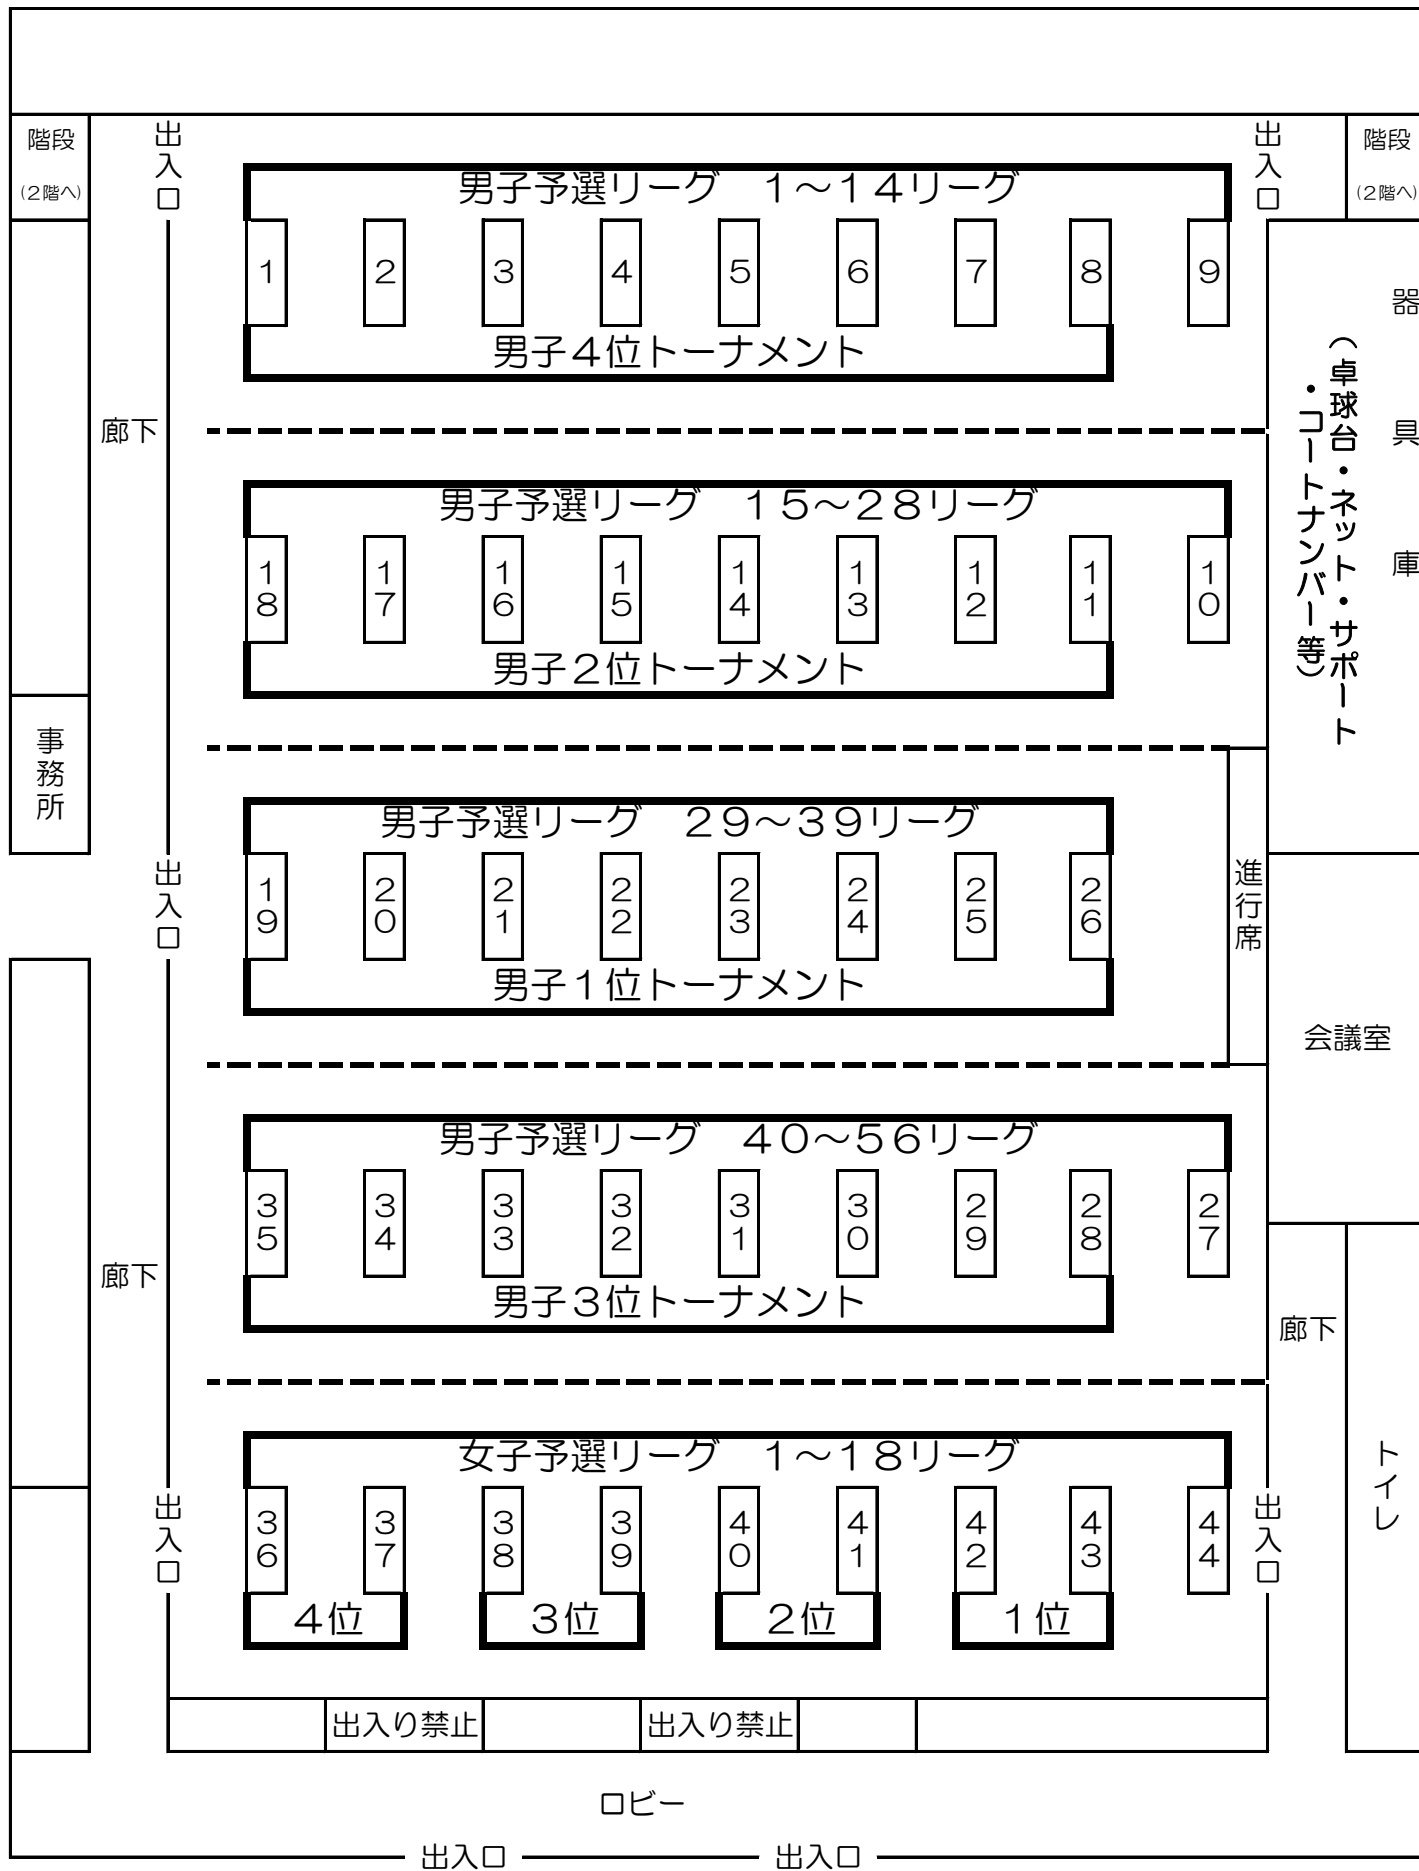 階段
(2階へ)
出入口
出入口
階段
(2階へ)
男子予選リーグ　1～14リーグ
1
2
3
4
5
6
7
8
9
男子4位トーナメント
器具庫
(卓球台・ネット・サポート
・コートナンバー等)
廊下
男子予選リーグ　15～28リーグ
18
17
16
15
14
13
12
11
10
男子2位トーナメント
事務所
男子予選リーグ　29～39リーグ
出入口
19
20
21
22
23
24
25
26
進行席
男子1位トーナメント
会議室
男子予選リーグ　40～56リーグ
35
34
33
32
31
30
29
28
27
廊下
男子3位トーナメント
廊下
女子予選リーグ　1～18リーグ
出入口
36
37
38
39
40
41
42
43
44
出入口
トイレ
4位
3位
2位
1位
出入り禁止
出入り禁止
ロビー
出入口
出入口